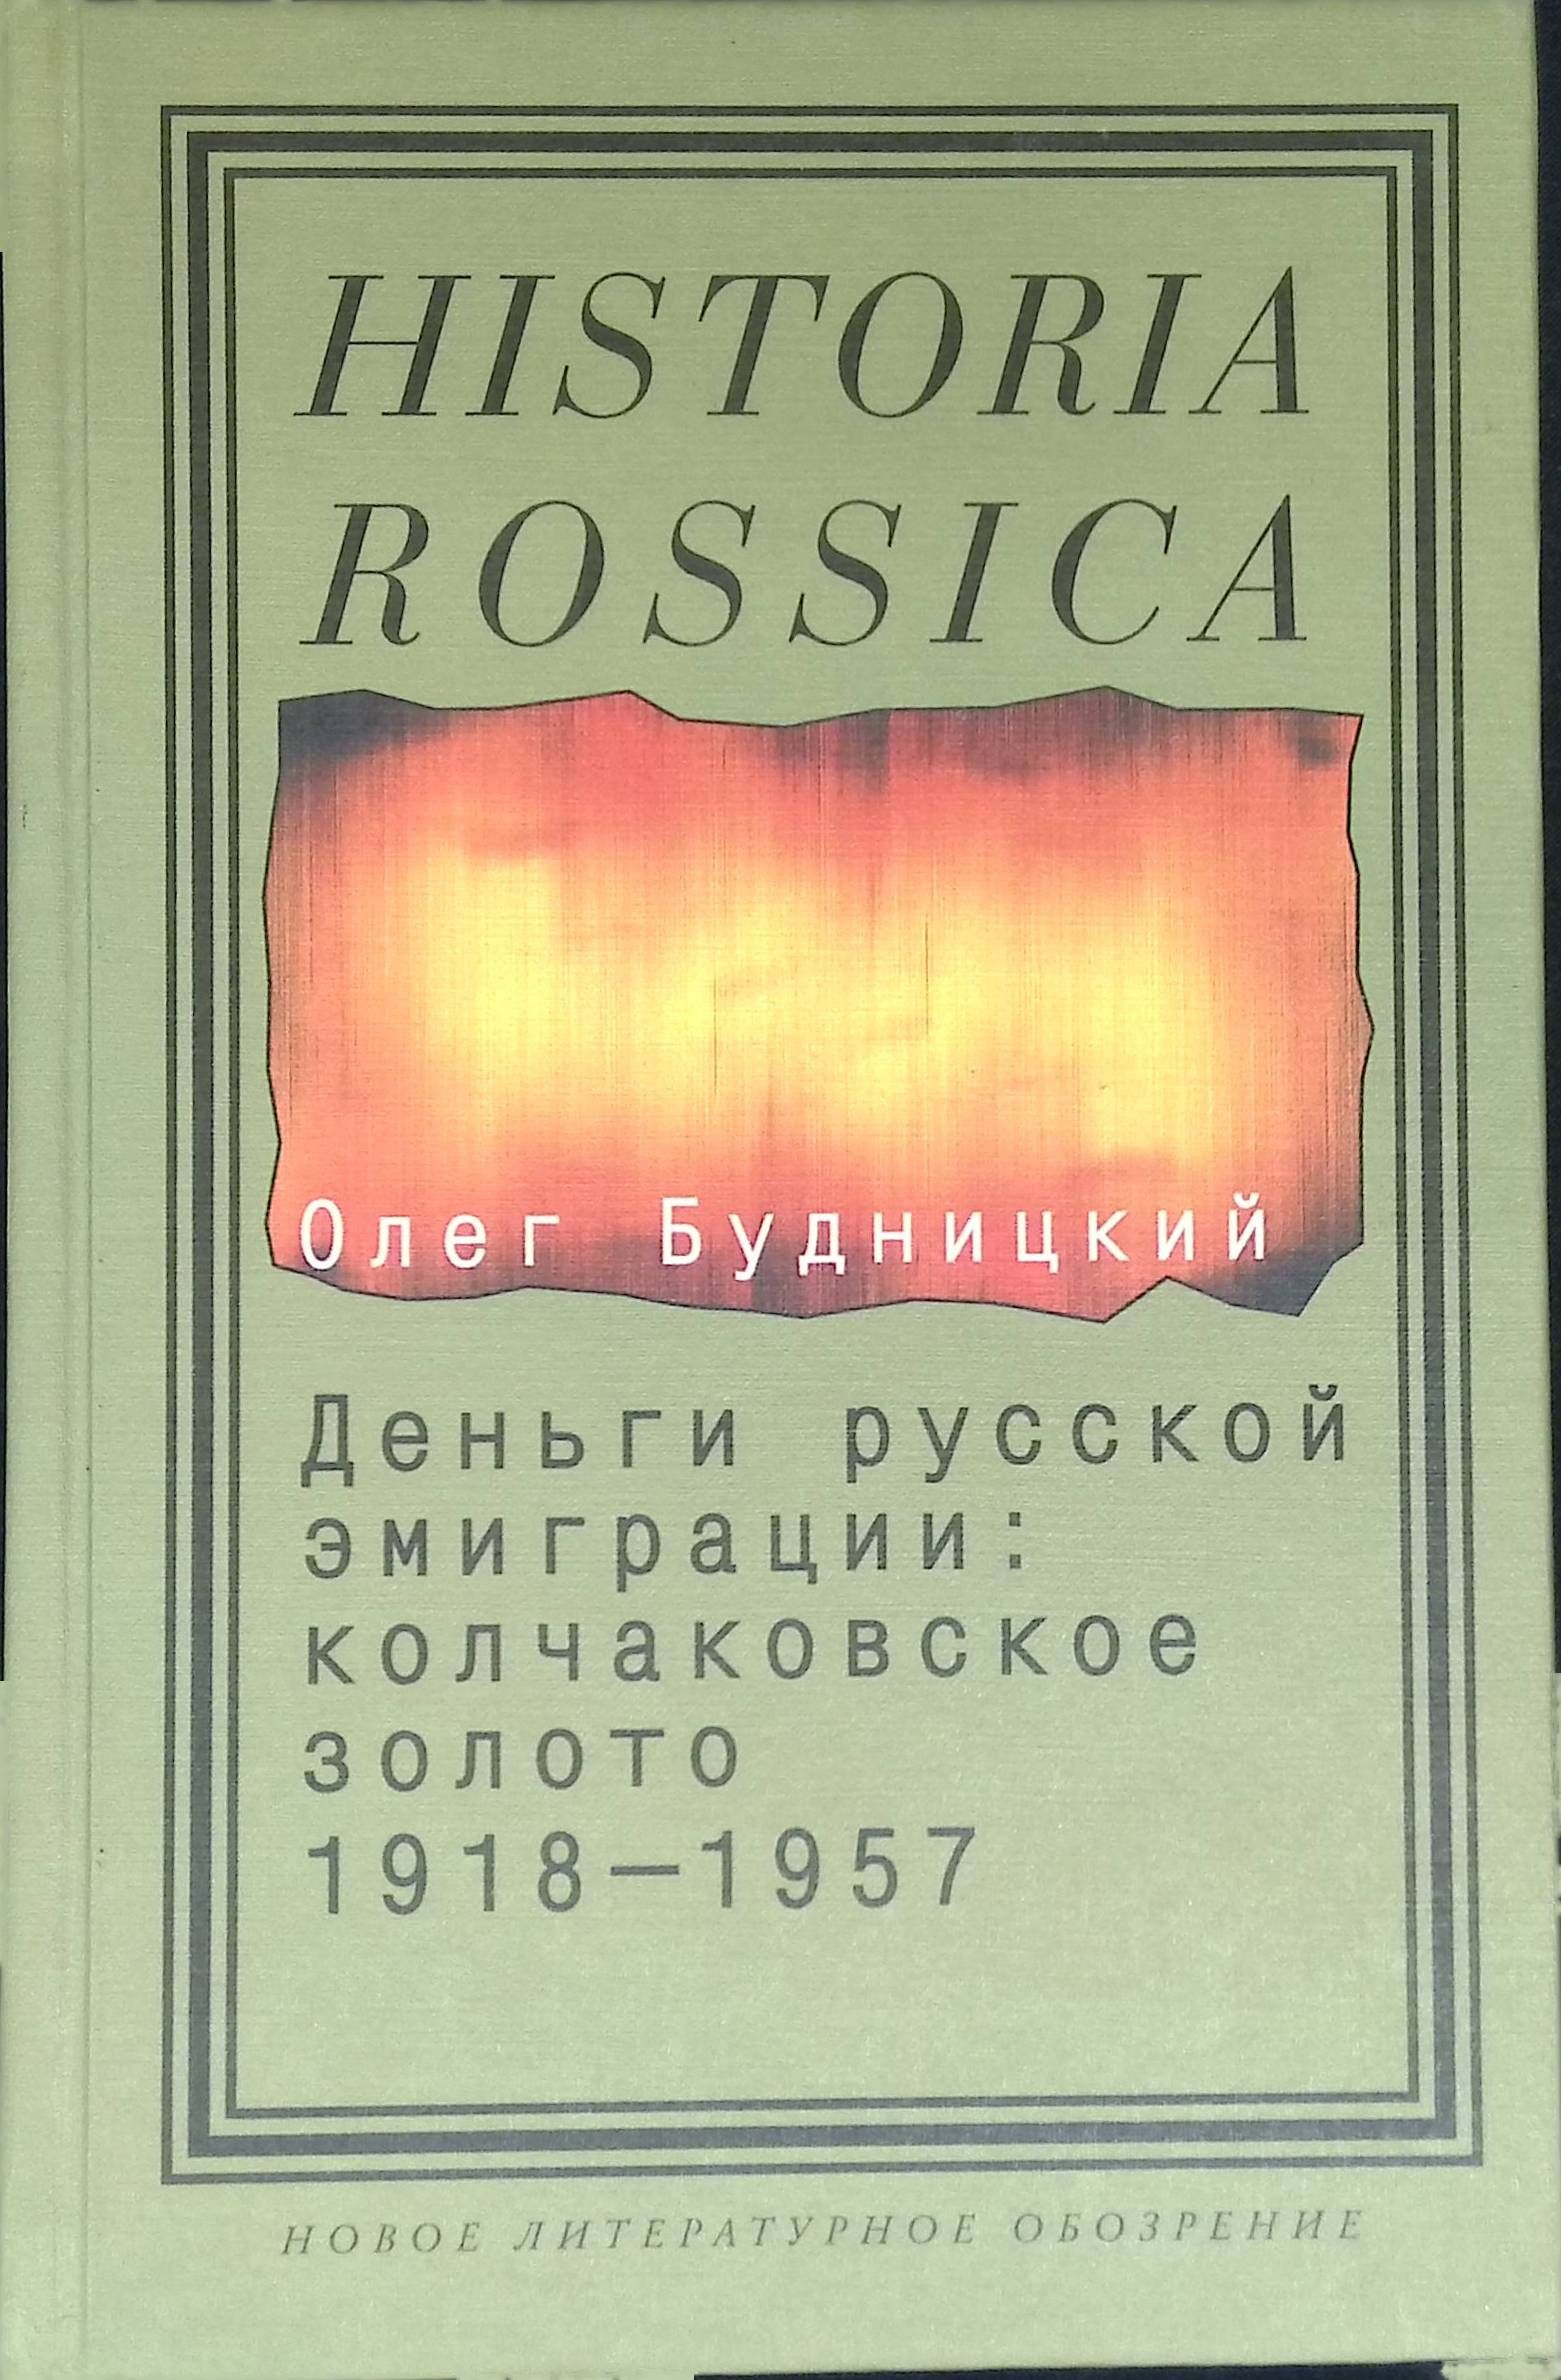 HISTORIA
ROSSICA
Олег Будницкий
Деньги русской
эмиграции:
колчаковское
золото
1918—1957
НОВОЕ ЛИТЕРАТУРНОЕ ОБОЗРЕНИЕ